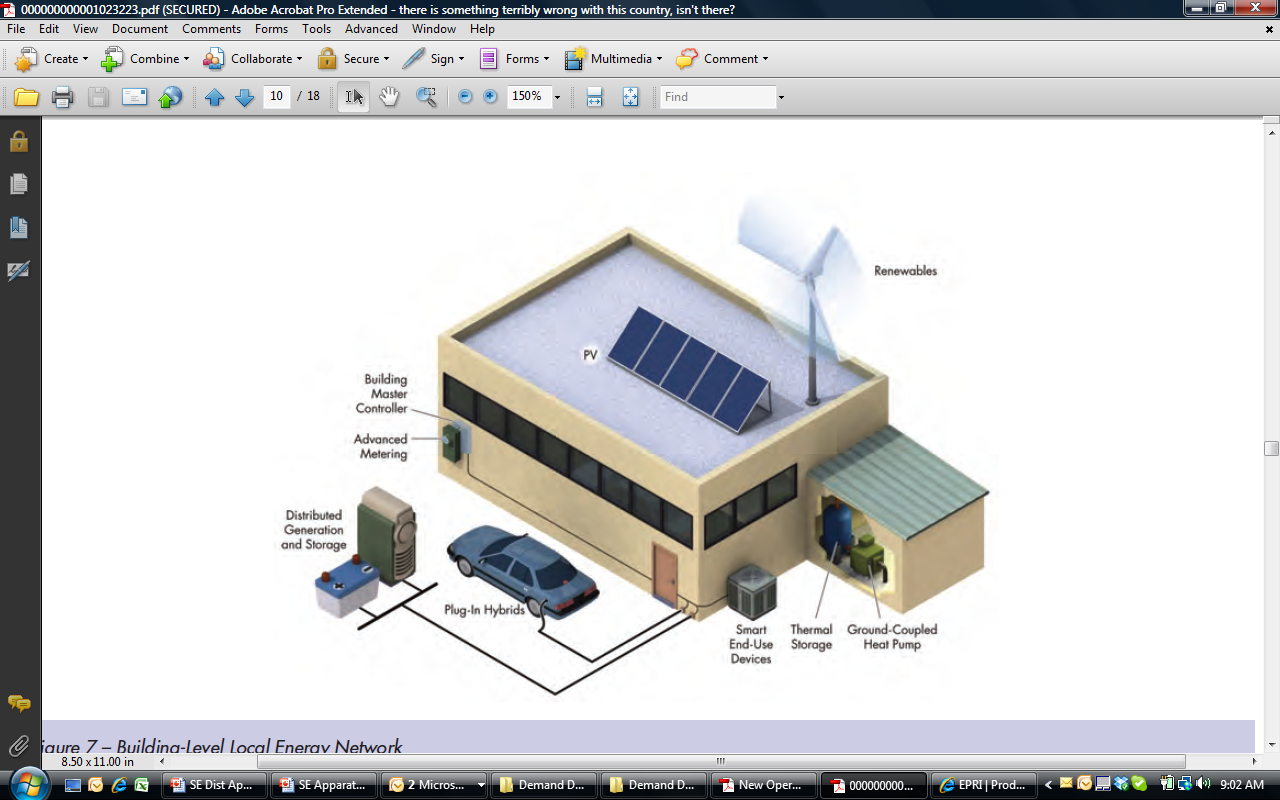 000000000001023223.pdf (SECURED) - Adobe Acrobat Pro Extended - there is something terribly wrong with this country, isn't there?
File Edit View Document Comments Forms Tools Advanced Window Help
Create Combine Collaborate Secure Sign Forms Multimedia Comment
10 / 18 150% Find
Renewables
PV
Building
Master
Controller
Advanced
Metering
Distributed
Generation
and Storage
Plug-In Hybrids
Smart
End-Use
Devices
Thermal
Storage
Ground-Coupled
Heat Pump
igure 7 – Building-Level Local Energy Network
8.50 x 11.00 in
SE Dist Ap... SE Apparat... 2 Micros... Demand D... Demand D... New Oper... 000000000... EPRI | Prod... 9:02 AM